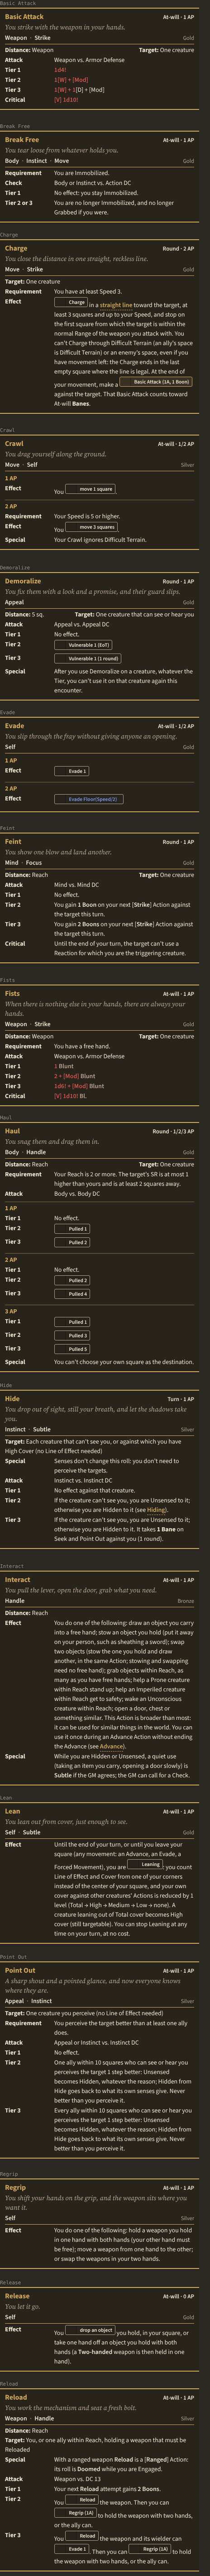 Basic Attack
Basic Attack At-will · 1 AP
You strike with the weapon in your hands.
Weapon · Strike Gold
Distance: Weapon Target: One creature
Attack Weapon vs. Armor Defense
Tier 1 1d4!
Tier 2 1[W] + [Mod]
Tier 3 1[W] + 1[D] + [Mod]
Critical [V] 1d10!
Break Free
Break Free At-will · 1 AP
You tear loose from whatever holds you.
Body · Instinct · Move Gold
Requirement You are Immobilized.
Check Body or Instinct vs. Action DC
Tier 1 No effect; you stay Immobilized.
Tier 2 or 3 You are no longer Immobilized, and no longer
Grabbed if you were.
Charge
Charge Round · 2 AP
You close the distance in one straight, reckless line.
Move · Strike Gold
Target: One creature
Requirement You have at least Speed 3.
Effect Charge in a straight line toward the target, at
least 3 squares and up to your Speed, and stop on
the first square from which the target is within the
normal Range of the weapon you attack with. You
can't Charge through Difficult Terrain (an ally's space
is Difficult Terrain) or an enemy's space, even if you
have movement left: the Charge ends in the last
empty square where the line is legal. At the end of
your movement, make a Basic Attack (1A, 1 Boon)
against the target. That Basic Attack counts toward
At-will Banes.
Crawl
Crawl At-will · 1/2 AP
You drag yourself along the ground.
Move · Self Silver
1 AP
Effect You move 1 square.
2 AP
Requirement Your Speed is 5 or higher.
Effect You move 3 squares.
Special Your Crawl ignores Difficult Terrain.
Demoralize
Demoralize Round · 1 AP
You fix them with a look and a promise, and their guard slips.
Appeal Gold
Distance: 5 sq. Target: One creature that can see or hear you
Attack Appeal vs. Appeal DC
Tier 1 No effect.
Tier 2 Vulnerable 1 (EoT)
Tier 3 Vulnerable 1 (1 round)
Special After you use Demoralize on a creature, whatever the
Tier, you can't use it on that creature again this
encounter.
Evade
Evade At-will · 1/2 AP
You slip through the fray without giving anyone an opening.
Self Gold
1 AP
Effect Evade 1
2 AP
Effect Evade Floor(Speed/2)
Feint
Feint Round · 1 AP
You show one blow and land another.
Mind · Focus Gold
Distance: Reach Target: One creature
Attack Mind vs. Mind DC
Tier 1 No effect.
Tier 2 You gain 1 Boon on your next [Strike] Action against
the target this turn.
Tier 3 You gain 2 Boons on your next [Strike] Action against
the target this turn.
Critical Until the end of your turn, the target can't use a
Reaction for which you are the triggering creature.
Fists
Fists At-will · 1 AP
When there is nothing else in your hands, there are always your
hands.
Weapon · Strike Gold
Distance: Weapon Target: One creature
Requirement You have a free hand.
Attack Weapon vs. Armor Defense
Tier 1 1 Blunt
Tier 2 2 + [Mod] Blunt
Tier 3 1d6! + [Mod] Blunt
Critical [V] 1d10! Bl.
Haul Round · 1/2/3 AP
You snag them and drag them in.
Body · Handle Gold
Distance: Reach Target: One creature
Requirement Your Reach is 2 or more. The target's SR is at most 1
higher than yours and is at least 2 squares away.
Attack Body vs. Body DC
1 AP
Tier 1 No effect.
Tier 2 Pulled 1
Tier 3 Pulled 2
2 AP
Tier 1 No effect.
Tier 2 Pulled 2
Tier 3 Pulled 4
3 AP
Tier 1 Pulled 1
Tier 2 Pulled 3
Tier 3 Pulled 5
Special You can't choose your own square as the destination.
Hide
Hide Turn · 1 AP
You drop out of sight, still your breath, and let the shadows take
you.
Instinct · Subtle Silver
Target: Each creature that can't see you, or against which you have
High Cover (no Line of Effect needed)
Special Senses don't change this roll: you don't need to
perceive the targets.
Attack Instinct vs. Instinct DC
Tier 1 No effect against that creature.
Tier 2 If the creature can't see you, you are Unsensed to it;
otherwise you are Hidden to it (see Hiding).
Tier 3 If the creature can't see you, you are Unsensed to it;
otherwise you are Hidden to it. It takes 1 Bane on
Seek and Point Out against you (1 round).
Interact
Interact At-will · 1 AP
You pull the lever, open the door, grab what you need.
Handle Bronze
Distance: Reach
Effect You do one of the following: draw an object you carry
into a free hand; stow an object you hold (put it away
on your person, such as sheathing a sword); swap
two objects (stow the one you hold and draw
another, in the same Action; stowing and swapping
need no free hand); grab objects within Reach, as
many as you have free hands; help a Prone creature
within Reach stand up; help an Imperiled creature
within Reach get to safety; wake an Unconscious
creature within Reach; open a door, chest or
something similar. This Action is broader than most:
it can be used for similar things in the world. You can
use it once during an Advance Action without ending
the Advance (see Advance).
Special While you are Hidden or Unsensed, a quiet use
(taking an item you carry, opening a door slowly) is
Subtle if the GM agrees; the GM can call for a Check.
Lean
Lean At-will · 1 AP
You lean out from cover, just enough to see.
Self · Subtle Gold
Effect Until the end of your turn, or until you leave your
square (any movement: an Advance, an Evade, a
Forced Movement), you are Leaning: you count
Line of Effect and Cover from one of your corners
instead of the center of your square, and your own
cover against other creatures' Actions is reduced by 1
level (Total → High → Medium → Low → none). A
creature leaning out of Total cover becomes High
cover (still targetable). You can stop Leaning at any
time on your turn, at no cost.
Point Out
Point Out At-will · 1 AP
A sharp shout and a pointed glance, and now everyone knows
where they are.
Appeal · Instinct Silver
Target: One creature you perceive (no Line of Effect needed)
Requirement You perceive the target better than at least one ally
does.
Attack Appeal or Instinct vs. Instinct DC
Tier 1 No effect.
Tier 2 One ally within 10 squares who can see or hear you
perceives the target 1 step better: Unsensed
becomes Hidden, whatever the reason; Hidden from
Hide goes back to what its own senses give. Never
better than you perceive it.
Tier 3 Every ally within 10 squares who can see or hear you
perceives the target 1 step better: Unsensed
becomes Hidden, whatever the reason; Hidden from
Hide goes back to what its own senses give. Never
better than you perceive it.
Regrip
Regrip At-will · 1 AP
You shift your hands on the grip, and the weapon sits where you
want it.
Self Silver
Effect You do one of the following: hold a weapon you hold
in one hand with both hands (your other hand must
be free); move a weapon from one hand to the other;
or swap the weapons in your two hands.
Release
Release At-will · 0 AP
You let it go.
Self Gold
Effect You drop an object you hold, in your square, or
take one hand off an object you hold with both
hands (a Two-handed weapon is then held in one
hand).
Reload
Reload At-will · 1 AP
You work the mechanism and seat a fresh bolt.
Weapon · Handle Silver
Distance: Reach
Target: You, or one ally within Reach, holding a weapon that must be
Reloaded
Special With a ranged weapon Reload is a [Ranged] Action:
its roll is Doomed while you are Engaged.
Attack Weapon vs. DC 13
Tier 1 Your next Reload attempt gains 2 Boons.
Tier 2 You Reload the weapon. Then you can
Regrip (1A) to hold the weapon with two hands,
or the ally can.
Tier 3 You Reload the weapon and its wielder can
Evade 1. Then you can Regrip (1A) to hold
the weapon with two hands, or the ally can.